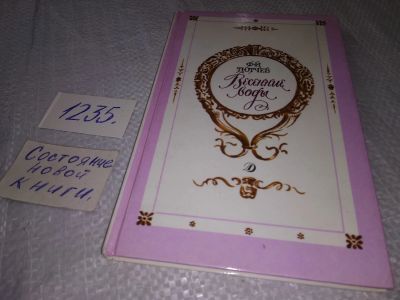 1235.
Состояние
новой
книги.
Ф·И
ТЮТЧЕВ
Весенние
воды
Д